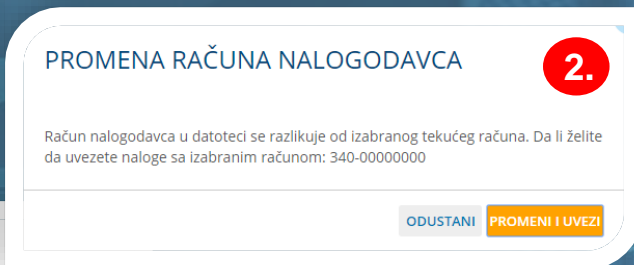 PROMENA RAČUNA NALOGODAVCA
2.
Račun nalogodavca u datoteci se razlikuje od izabranog tekućeg računa. Da li želite
da uvezete naloge sa izabranim računom: 340-00000000
ODUSTANI
PROMENI I UVEZI